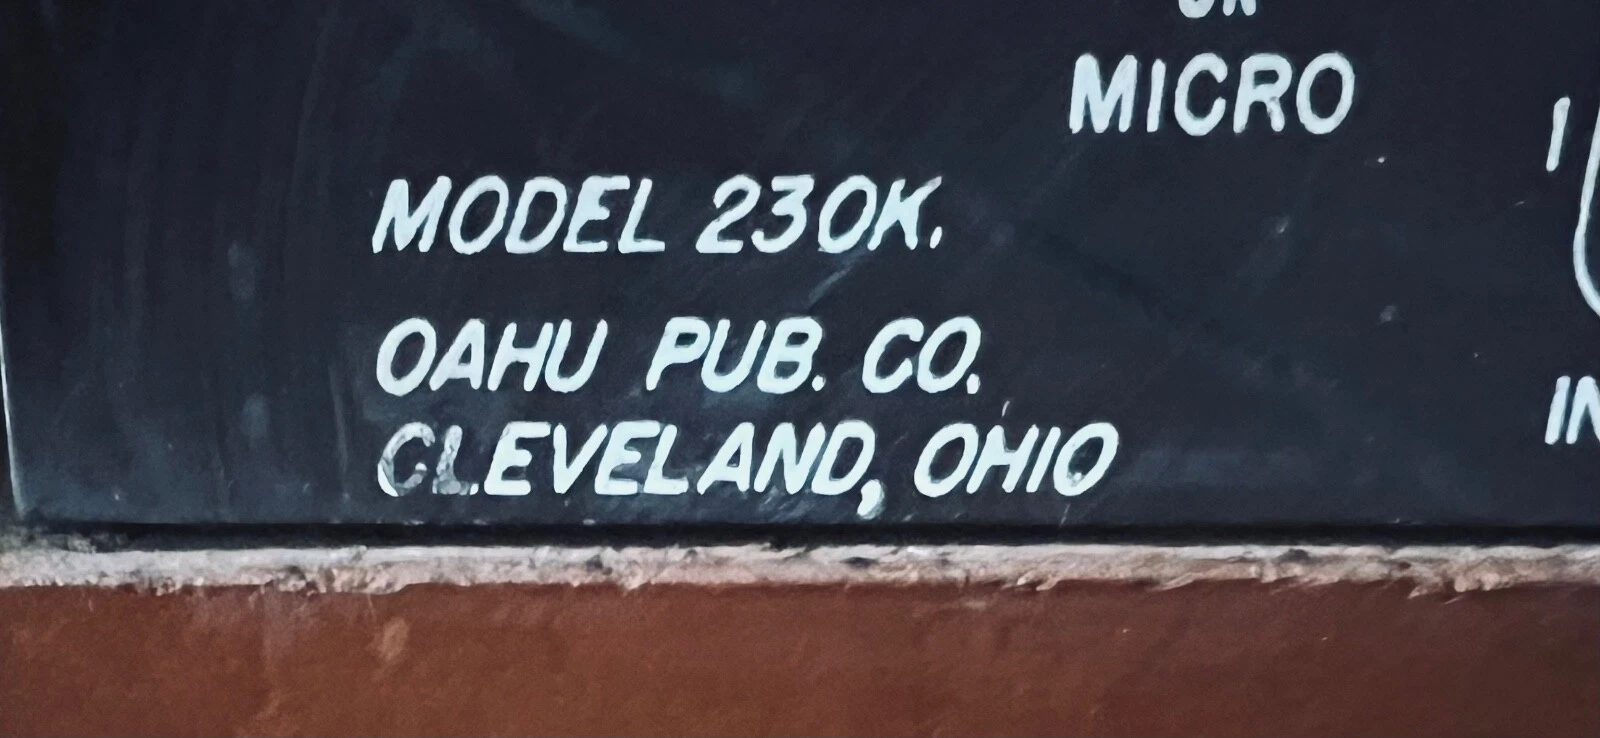 MICRO
MODEL 230K.
OAHU PUB. CO.
CLEVELAND, OHIO